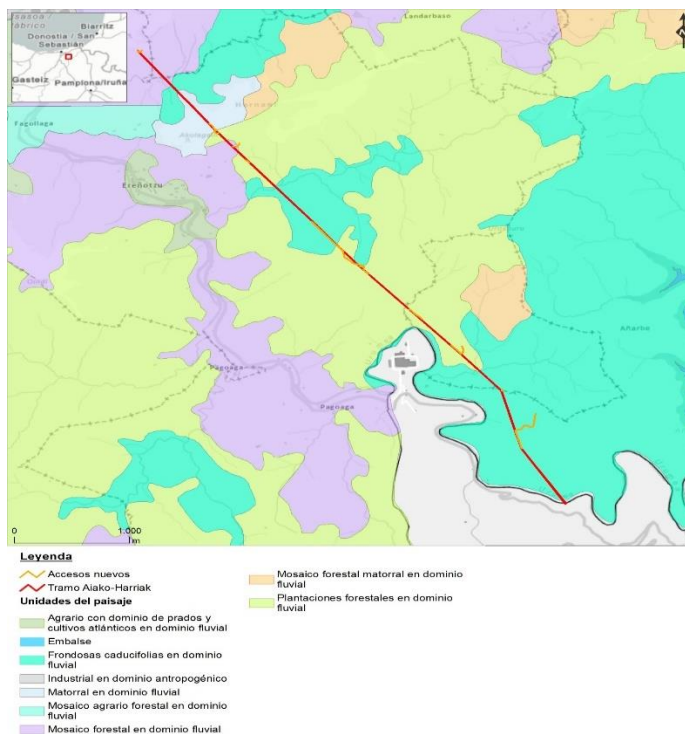 Biarritz
Donostia / San
Sebastián
Gasteiz
Pamplona/Iruña
Landarbaso
Fagollaga
Ereñotzu
Pagoaga
Pagoaga
Añarbe
0
1.000
Leyenda
Accesos nuevos
Tramo Aiako-Harriak
Unidades del paisaje
Agrario con dominio de prados y
cultivos atlánticos en dominio fluvial
Embalse
Frondosas caducifolias en dominio
fluvial
Industrial en dominio antropogénico
Matorral en dominio fluvial
Mosaico agrario forestal en dominio
fluvial
Mosaico forestal en dominio fluvial
Mosaico forestal matorral en dominio
fluvial
Plantaciones forestales en dominio
fluvial